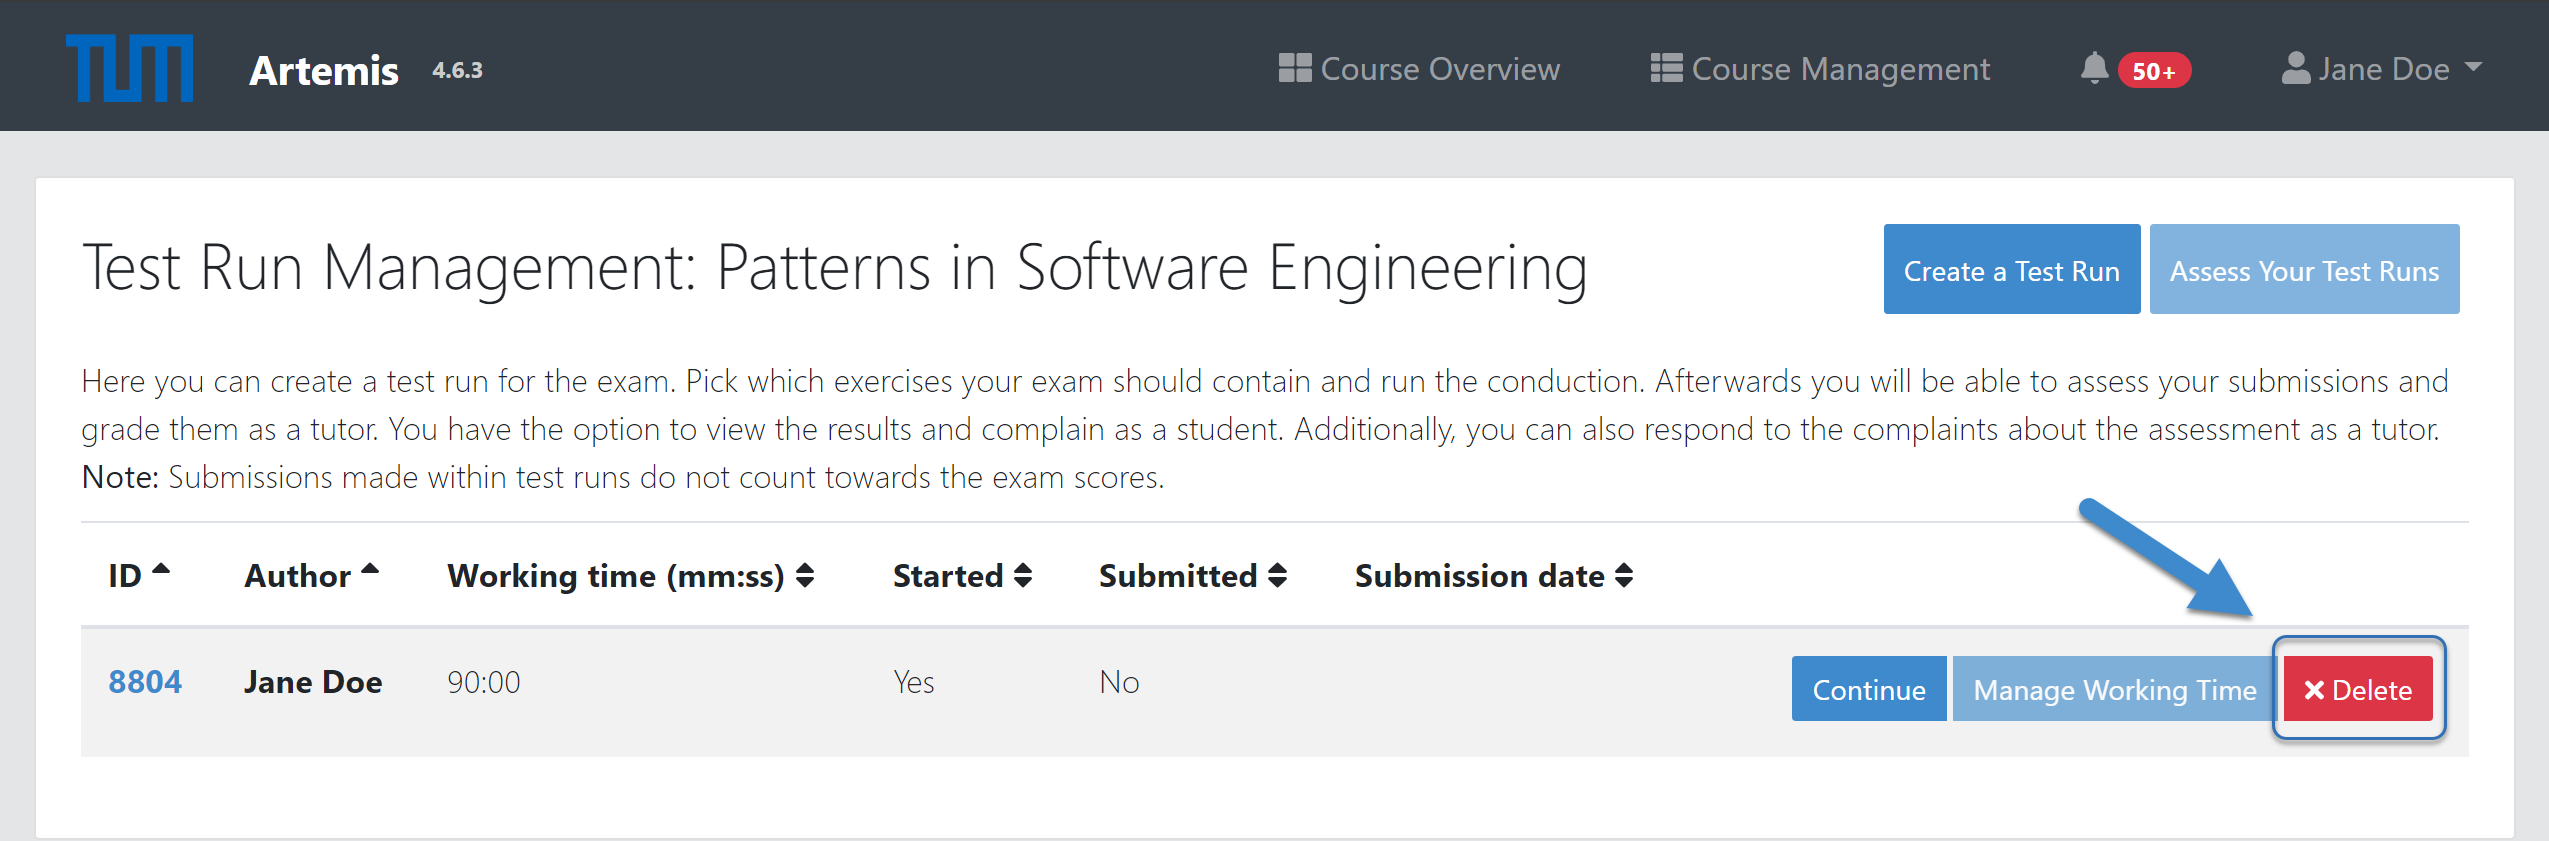 TUM Artemis 4.6.3 Course Overview Course Management 50+ Jane Doe
Test Run Management: Patterns in Software Engineering Create a Test Run Assess Your Test Runs
Here you can create a test run for the exam. Pick which exercises your exam should contain and run the conduction. Afterwards you will be able to assess your submissions and
grade them as a tutor. You have the option to view the results and complain as a student. Additionally, you can also respond to the complaints about the assessment as a tutor.
Note: Submissions made within test runs do not count towards the exam scores.
ID Author Working time (mm:ss) Started Submitted Submission date
8804 Jane Doe 90:00 Yes No Continue Manage Working Time Delete